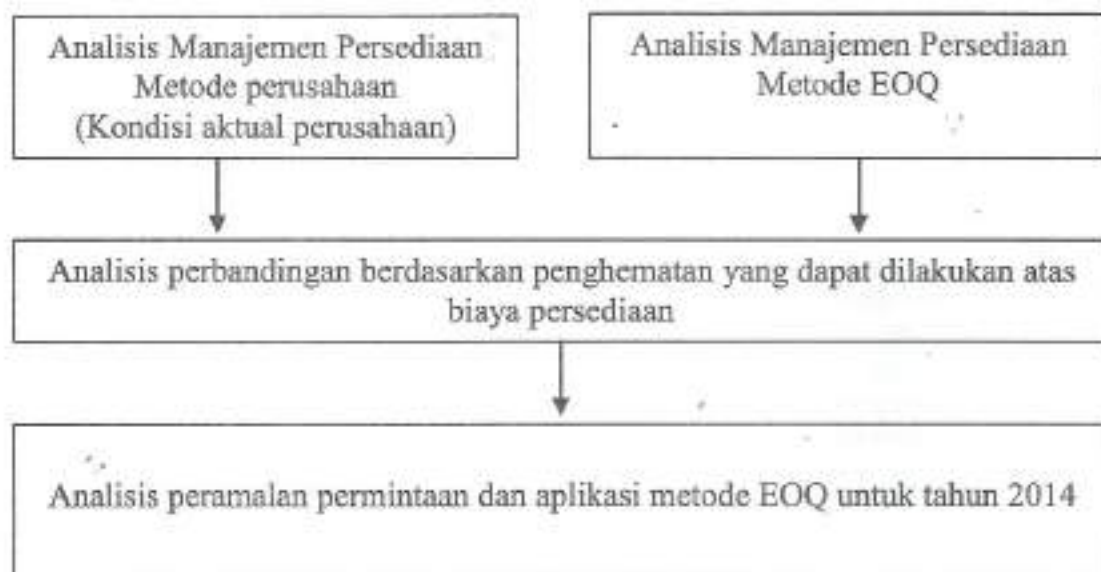 Analisis Manajemen Persediaan
Metode perusahaan
(Kondisi aktual perusahaan)
Analisis Manajemen Persediaan
Metode EOQ
Analisis perbandingan berdasarkan penghematan yang dapat dilakukan atas
biaya persediaan
Analisis peramalan permintaan dan aplikasi metode EOQ untuk tahun 2014